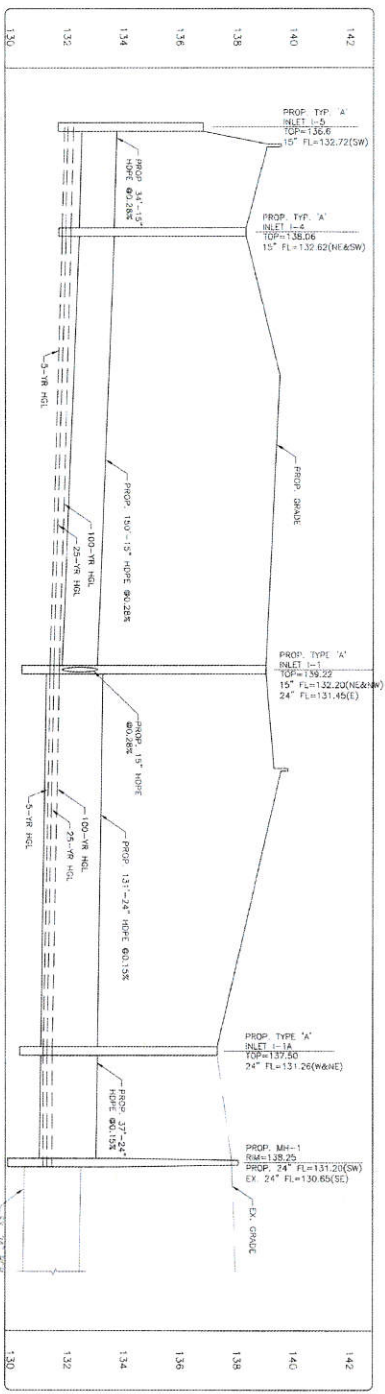 130
132
134
136
138
140
142
PROP. TYP. 'A'
INLET I-5
TOP=136.6
15" FL=132.72(SW)
PROP 34'-15"
HDPE @0.28%
PROP. TYP. 'A'
INLET I-4
TOP=138.06
15" FL=132.62(NE&SW)
5-YR HGL
25-YR HGL
100-YR HGL
PROP. 150'-15" HDPE @0.28%
PROP. GRADE
PROP. TYPE 'A'
INLET I-1
TOP=139.22
15" FL=132.20(NE&NW)
24" FL=131.45(E)
PROP. 15" HDPE
@0.28%
5-YR HGL
25-YR HGL
100-YR HGL
PROP. 131'-24" HDPE @0.15%
PROP. TYPE 'A'
INLET I-1A
TOP=137.50
24" FL=131.26(W&NE)
PROP. 37'-24"
HDPE @0.15%
PROP. MH-1
RIM=138.25
PROP. 24" FL=131.20(SW)
EX. 24" FL=130.65(SE)
EX. GRADE
130
132
134
136
138
140
142